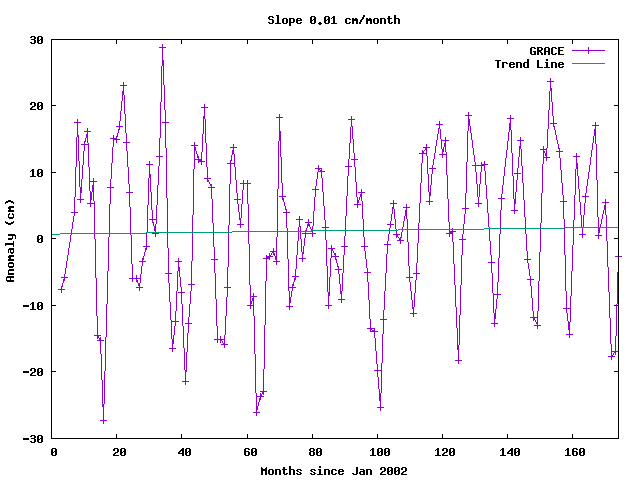 Slope 0.01 cm/month
GRACE
Trend Line
30
20
10
0
-10
-20
-30
Anomaly (cm)
0 20 40 60 80 100 120 140 160
Months since Jan 2002